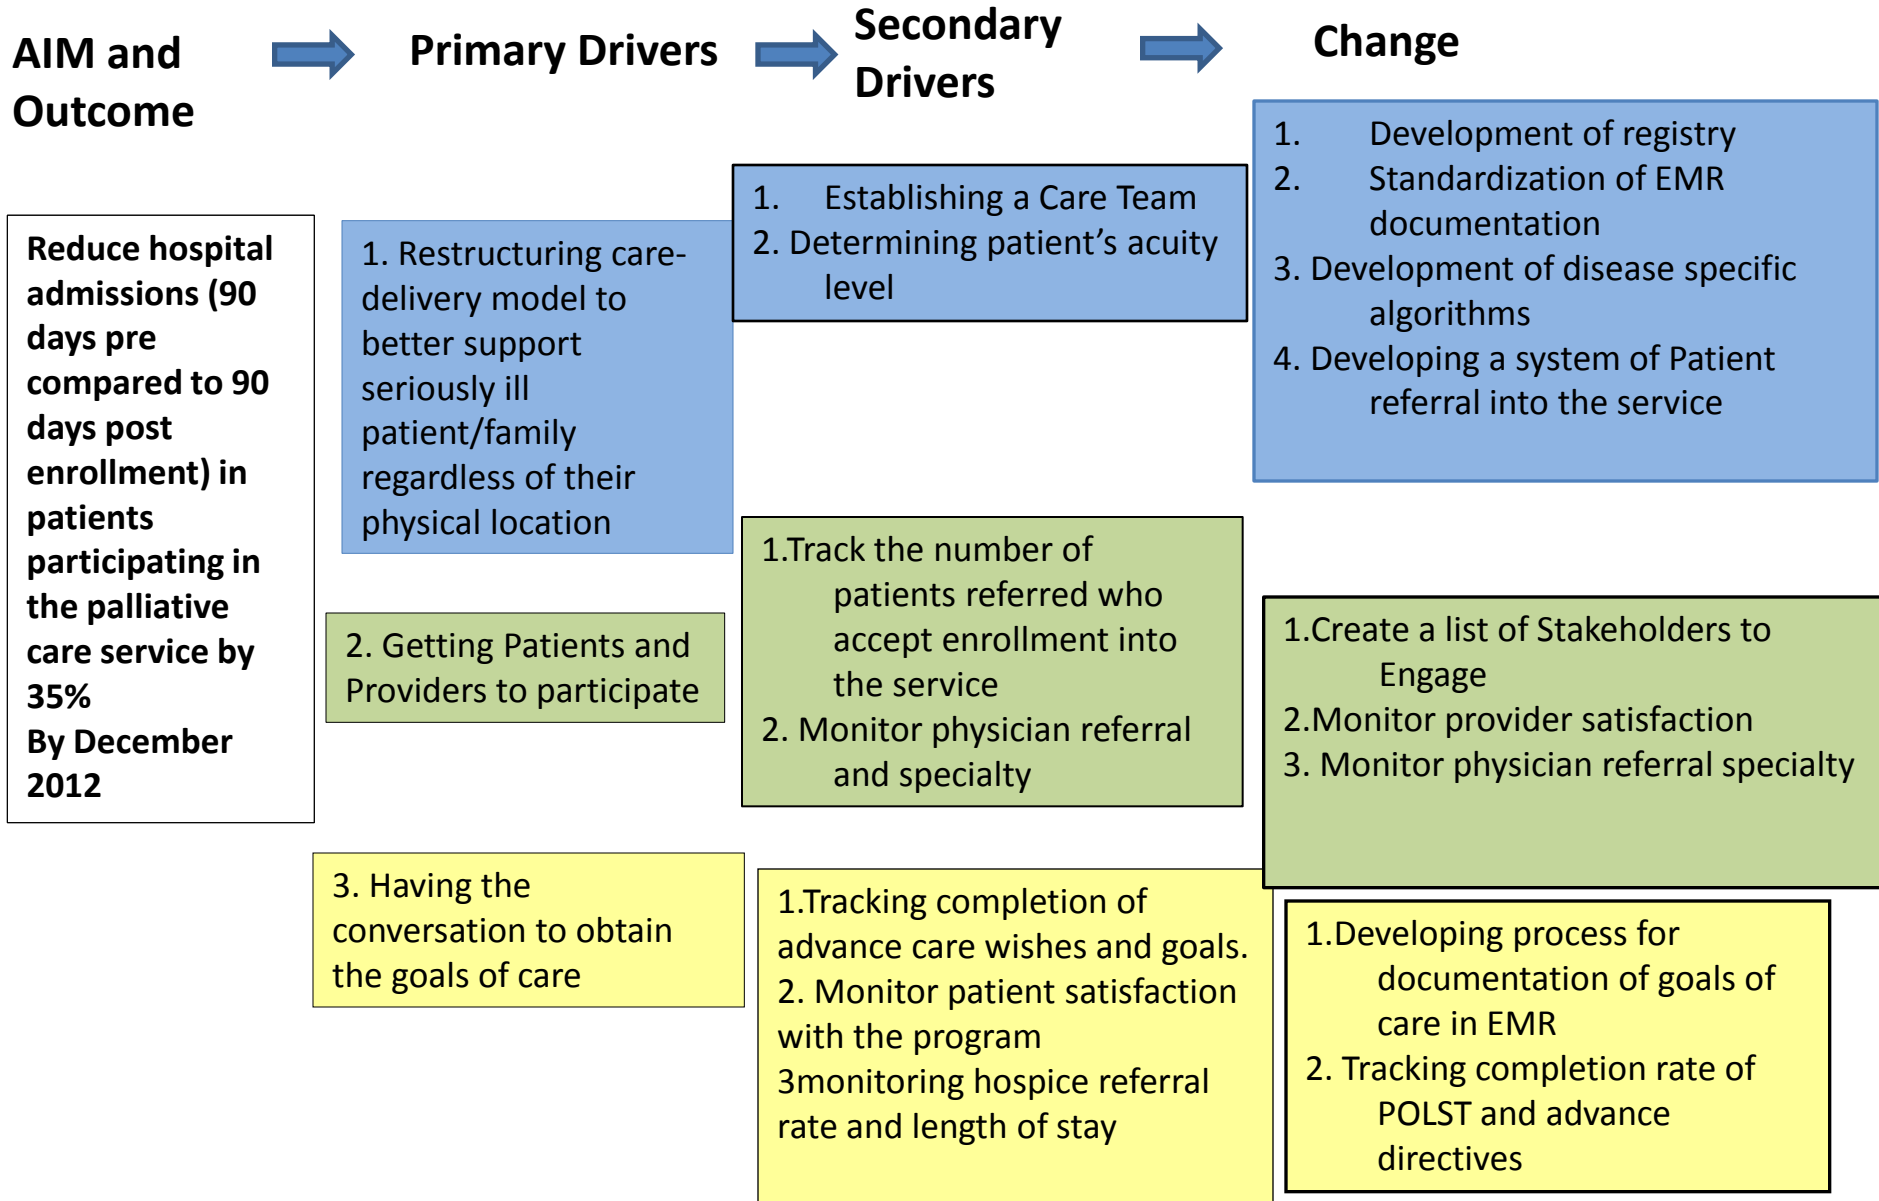 AIM and
Outcome
Primary Drivers
Secondary
Drivers
Change
Reduce hospital
admissions (90
days pre
compared to 90
days post
enrollment) in
patients
participating in
the palliative
care service by
35%
By December
2012
1. Restructuring care-
delivery model to
better support
seriously ill
patient/family
regardless of their
physical location
1. Establishing a Care Team
2. Determining patient’s acuity
level
1. Development of registry
2. Standardization of EMR
documentation
3. Development of disease specific
algorithms
4. Developing a system of Patient
referral into the service
2. Getting Patients and
Providers to participate
1.Track the number of
patients referred who
accept enrollment into
the service
2. Monitor physician referral
and specialty
1.Create a list of Stakeholders to
Engage
2.Monitor provider satisfaction
3. Monitor physician referral specialty
3. Having the
conversation to obtain
the goals of care
1.Tracking completion of
advance care wishes and goals.
2. Monitor patient satisfaction
with the program
3monitoring hospice referral
rate and length of stay
1.Developing process for
documentation of goals of
care in EMR
2. Tracking completion rate of
POLST and advance
directives